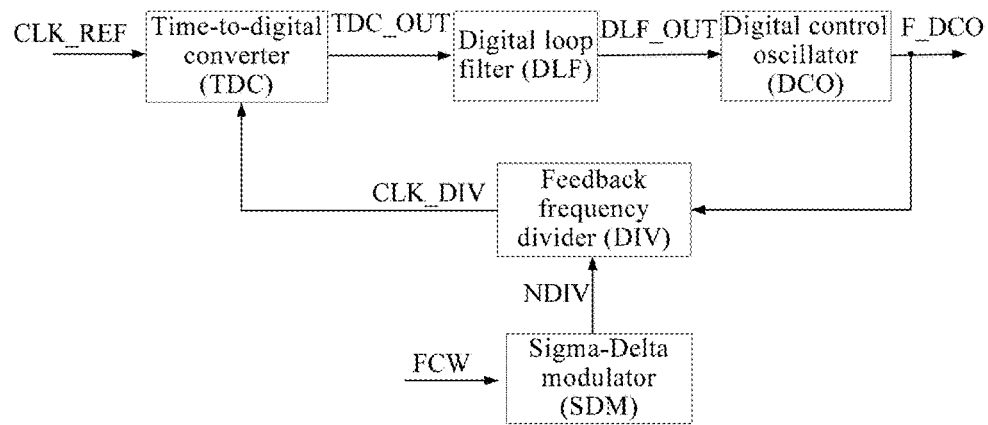 CLK_REF
Time-to-digital
converter
(TDC)
TDC_OUT
Digital loop
filter (DLF)
DLF_OUT
Digital control
oscillator
(DCO)
F_DCO
CLK_DIV
Feedback
frequency
divider (DIV)
NDIV
FCW
Sigma-Delta
modulator
(SDM)